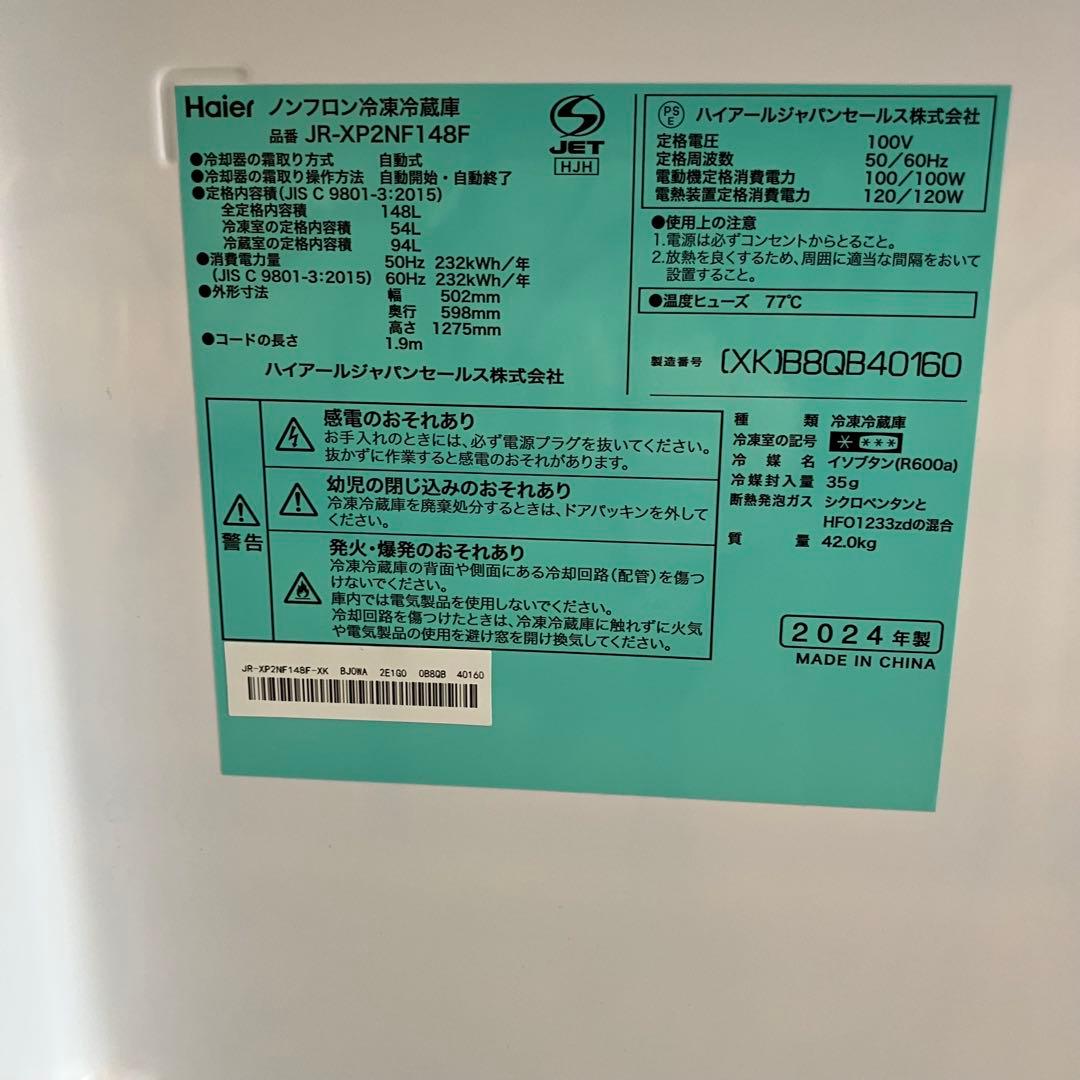 Haier ノンフロン冷凍冷蔵庫
品番 JR-XP2NF148F
●冷却器の霜取り方式 自動式
●冷却器の霜取り操作方法 自動開始・自動終了
●定格内容積(JIS C 9801-3:2015)
全定格内容積 148L
冷凍室の定格内容積 54L
冷蔵室の定格内容積 94L
●消費電力量 50Hz 232kWh/年
(JIS C 9801-3:2015) 60Hz 232kWh/年
●外形寸法 幅 502mm
奥行 598mm
高さ 1275mm
●コードの長さ 1.9m
ハイアールジャパンセールス株式会社
S
JET
HJH
PS
E
ハイアールジャパンセールス株式会社
定格電圧 100V
定格周波数 50/60Hz
電動機定格消費電力 100/100W
電熱装置定格消費電力 120/120W
●使用上の注意
1.電源は必ずコンセントからとること。
2.放熱を良くするため、周囲に適当な間隔をおいて
設置すること。
●温度ヒューズ 77℃
製造番号 (XK)B8QB40160
警告
感電のおそれあり
お手入れのときには、必ず電源プラグを抜いてください。
抜かずに作業すると感電のおそれがあります。
幼児の閉じ込めのおそれあり
冷凍冷蔵庫を廃棄処分するときは、ドアパッキンを外して
ください。
発火・爆発のおそれあり
冷凍冷蔵庫の背面や側面にある冷却回路(配管)を傷つ
けないでください。
庫内では電気製品を使用しないでください。
冷却回路を傷つけたときは、冷凍冷蔵庫に触れずに火気
や電気製品の使用を避け窓を開け換気してください。
種類 冷凍冷蔵庫
冷凍室の記号 * ***
冷媒名 イソブタン(R600a)
冷媒封入量 35g
断熱発泡ガス シクロペンタンと
HFO1233zdの混合
質量 42.0kg
2024年製
MADE IN CHINA
JR-XP2NF148F-XK BJ0WA 2E1G0 0B8QB 40160